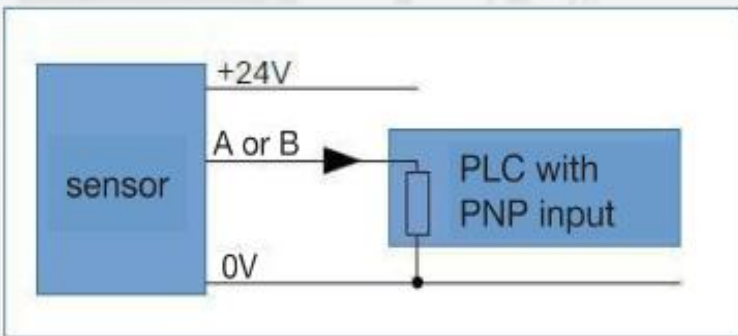 +24V
A or B
sensor
PLC with
PNP input
0V